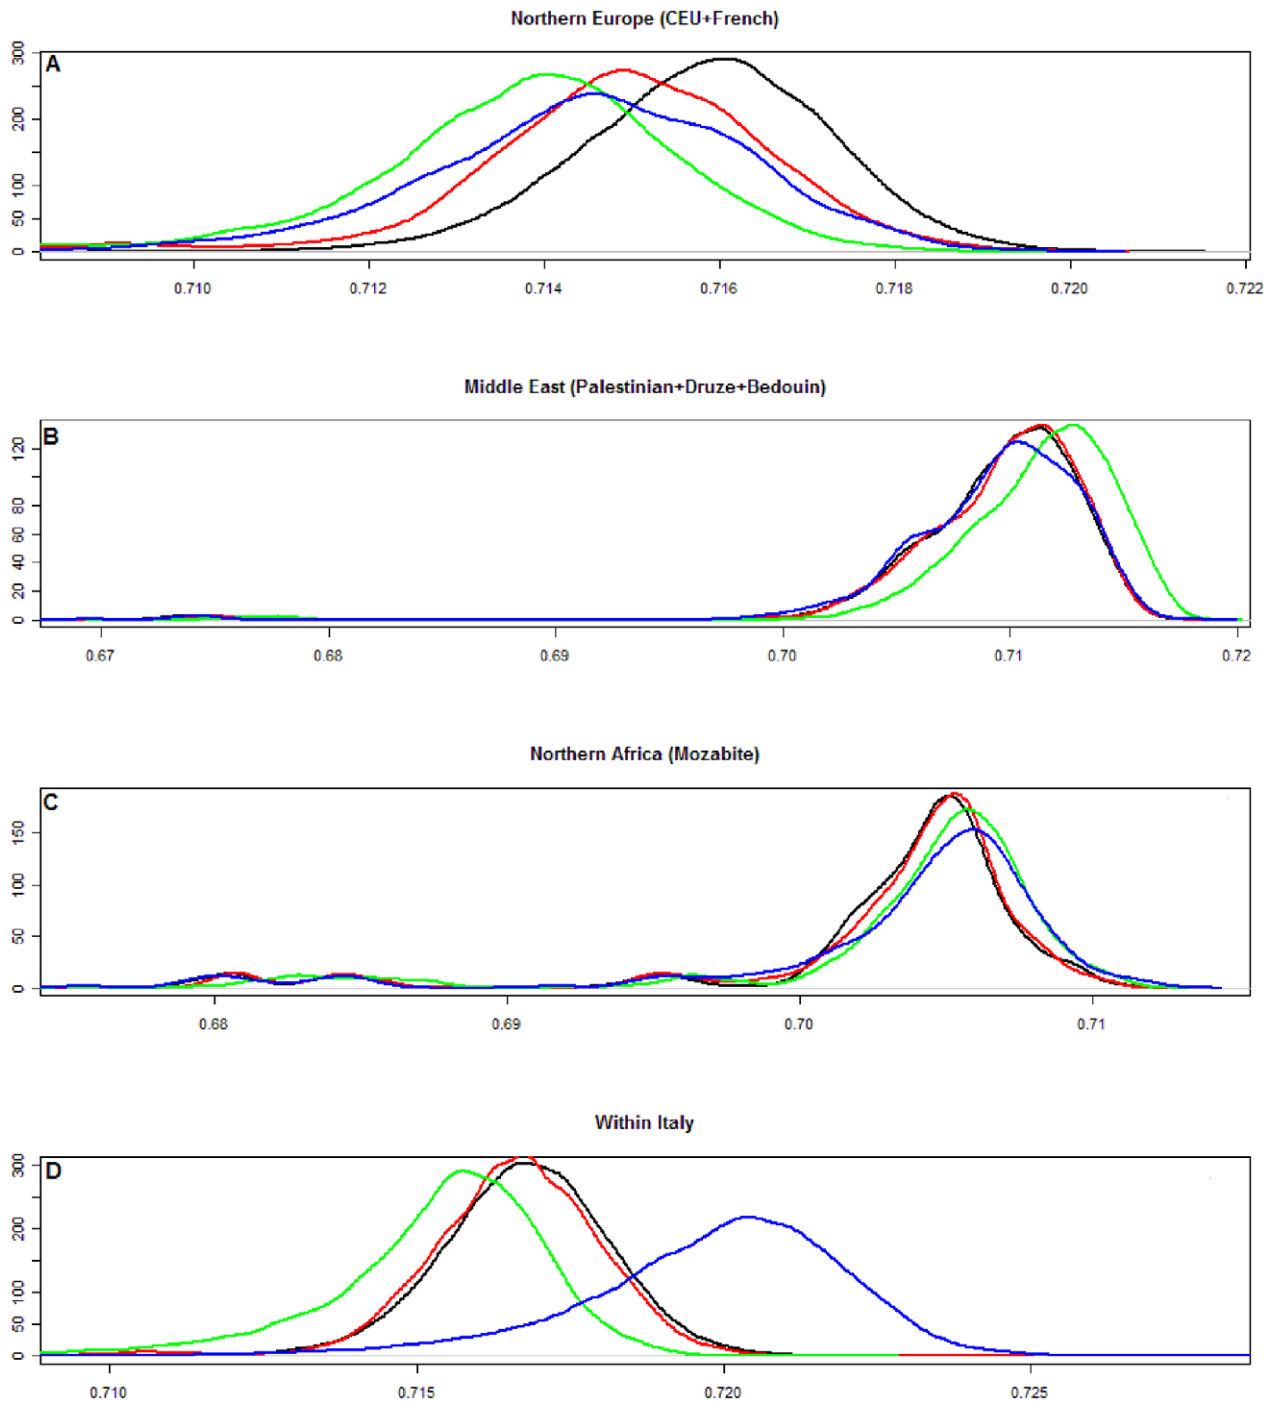 Northern Europe (CEU+French)
A
300
200
100
50
0
0.710 0.712 0.714 0.716 0.718 0.720 0.722
Middle East (Palestinian+Druze+Bedouin)
B
120
80
60
40
20
0
0.67 0.68 0.69 0.70 0.71 0.72
Northern Africa (Mozabite)
C
150
100
50
0
0.68 0.69 0.70 0.71
Within Italy
D
300
200
100
50
0
0.710 0.715 0.720 0.725